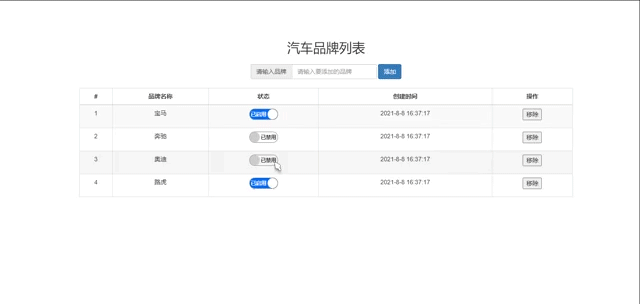 汽车品牌列表
请输入品牌 请输入要添加的品牌 添加
# 品牌名称 状态 创建时间 操作
1 宝马 已启用 2021-8-8 16:37:17 移除
2 奔驰 已禁用 2021-8-8 16:37:17 移除
3 奥迪 已禁用 2021-8-8 16:37:17 移除
4 路虎 已启用 2021-8-8 16:37:17 移除